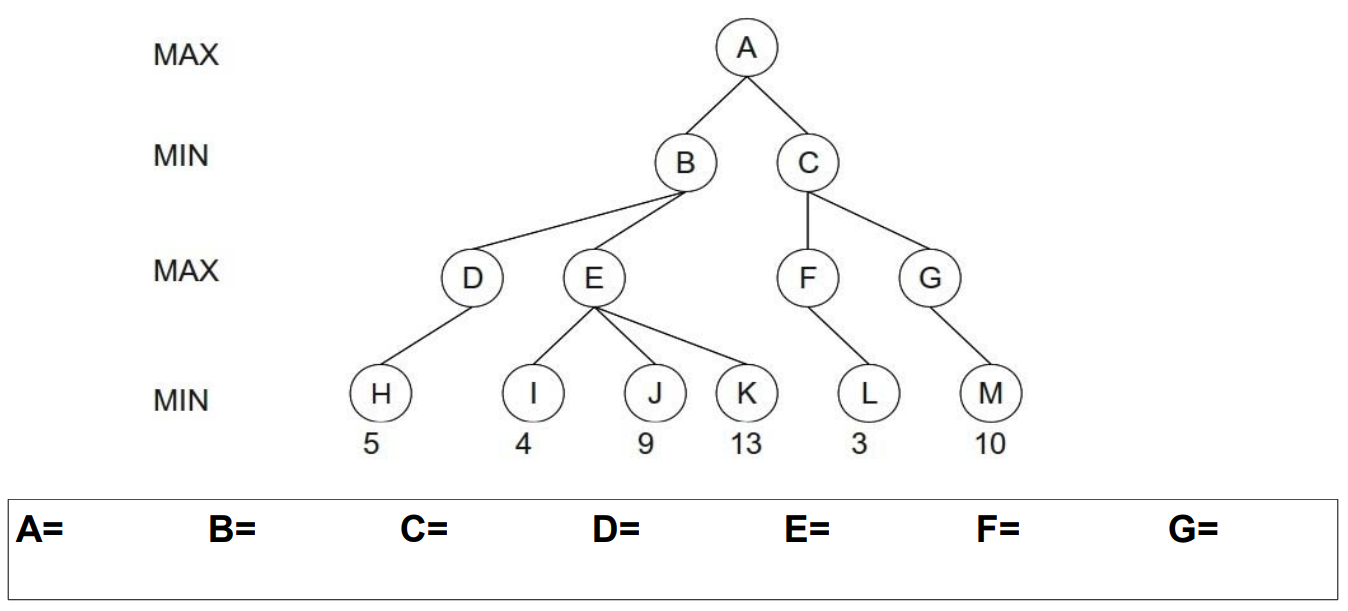 MAX A
MIN B C
MAX D E F G
MIN H I J K L M
5 4 9 13 3 10
A= B= C= D= E= F= G=